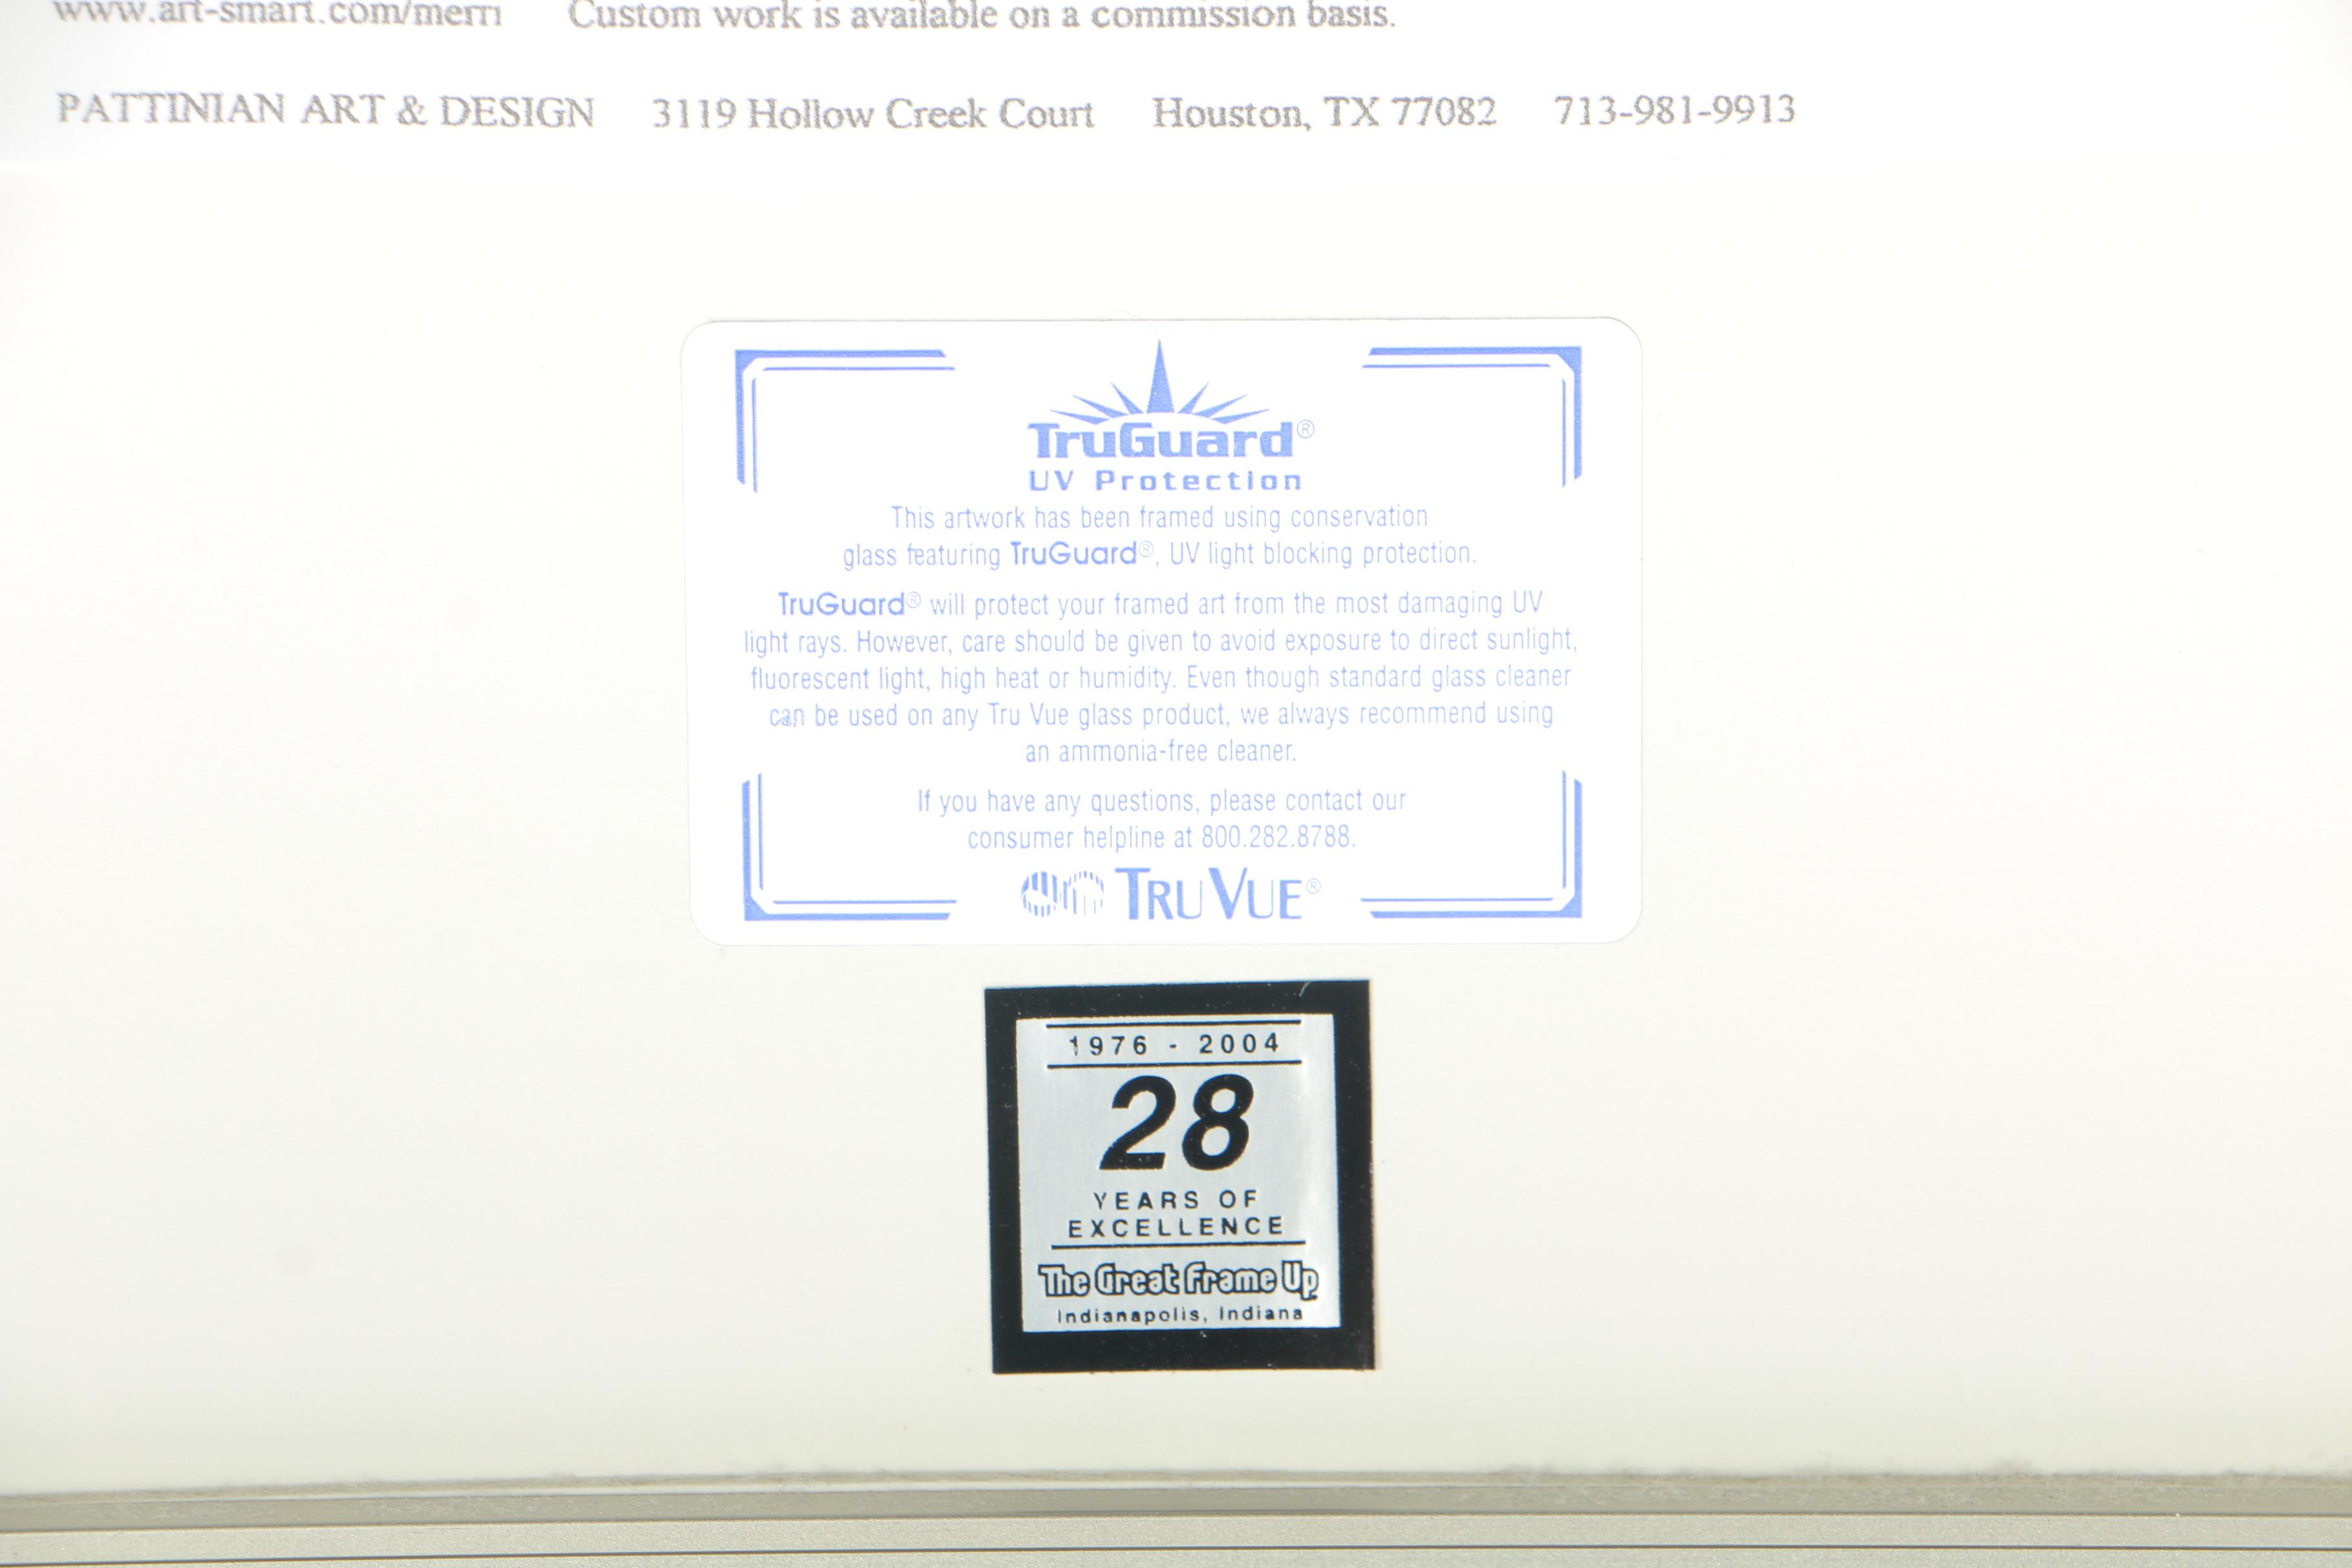 www.art-smart.com/merri Custom work is available on a commission basis.
PATTINIAN ART & DESIGN 3119 Hollow Creek Court Houston, TX 77082 713-981-9913
TruGuard®
UV Protection
This artwork has been framed using conservation
glass featuring TruGuard®, UV light blocking protection.
TruGuard® will protect your framed art from the most damaging UV
light rays. However, care should be given to avoid exposure to direct sunlight,
fluorescent light, high heat or humidity. Even though standard glass cleaner
can be used on any Tru Vue glass product, we always recommend using
an ammonia-free cleaner.
If you have any questions, please contact our
consumer helpline at 800.282.8788.
TRU VUE®
1976 - 2004
28
YEARS OF
EXCELLENCE
The Great Frame Up
Indianapolis, Indiana